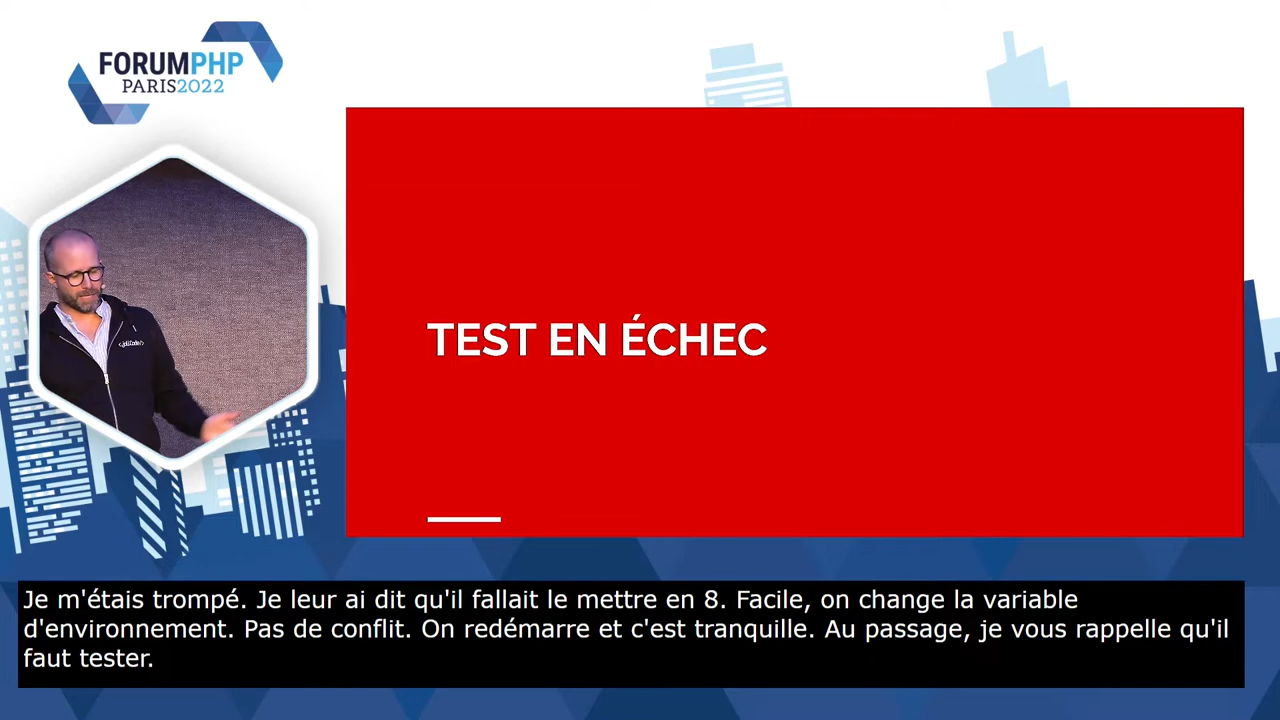 FORUMPHP
PARIS2022
TEST EN ÉCHEC
Je m'étais trompé. Je leur ai dit qu'il fallait le mettre en 8. Facile, on change la variable
d'environnement. Pas de conflit. On redémarre et c'est tranquille. Au passage, je vous rappelle qu'il
faut tester.